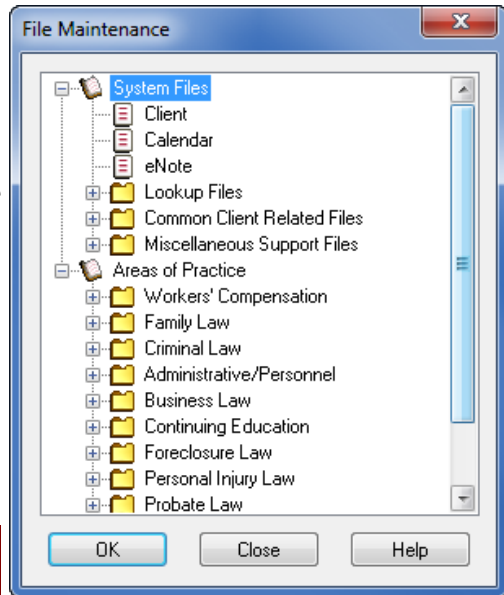 File Maintenance
System Files
Client
Calendar
eNote
Lookup Files
Common Client Related Files
Miscellaneous Support Files
Areas of Practice
Workers' Compensation
Family Law
Criminal Law
Administrative/Personnel
Business Law
Continuing Education
Foreclosure Law
Personal Injury Law
Probate Law
OK Close Help